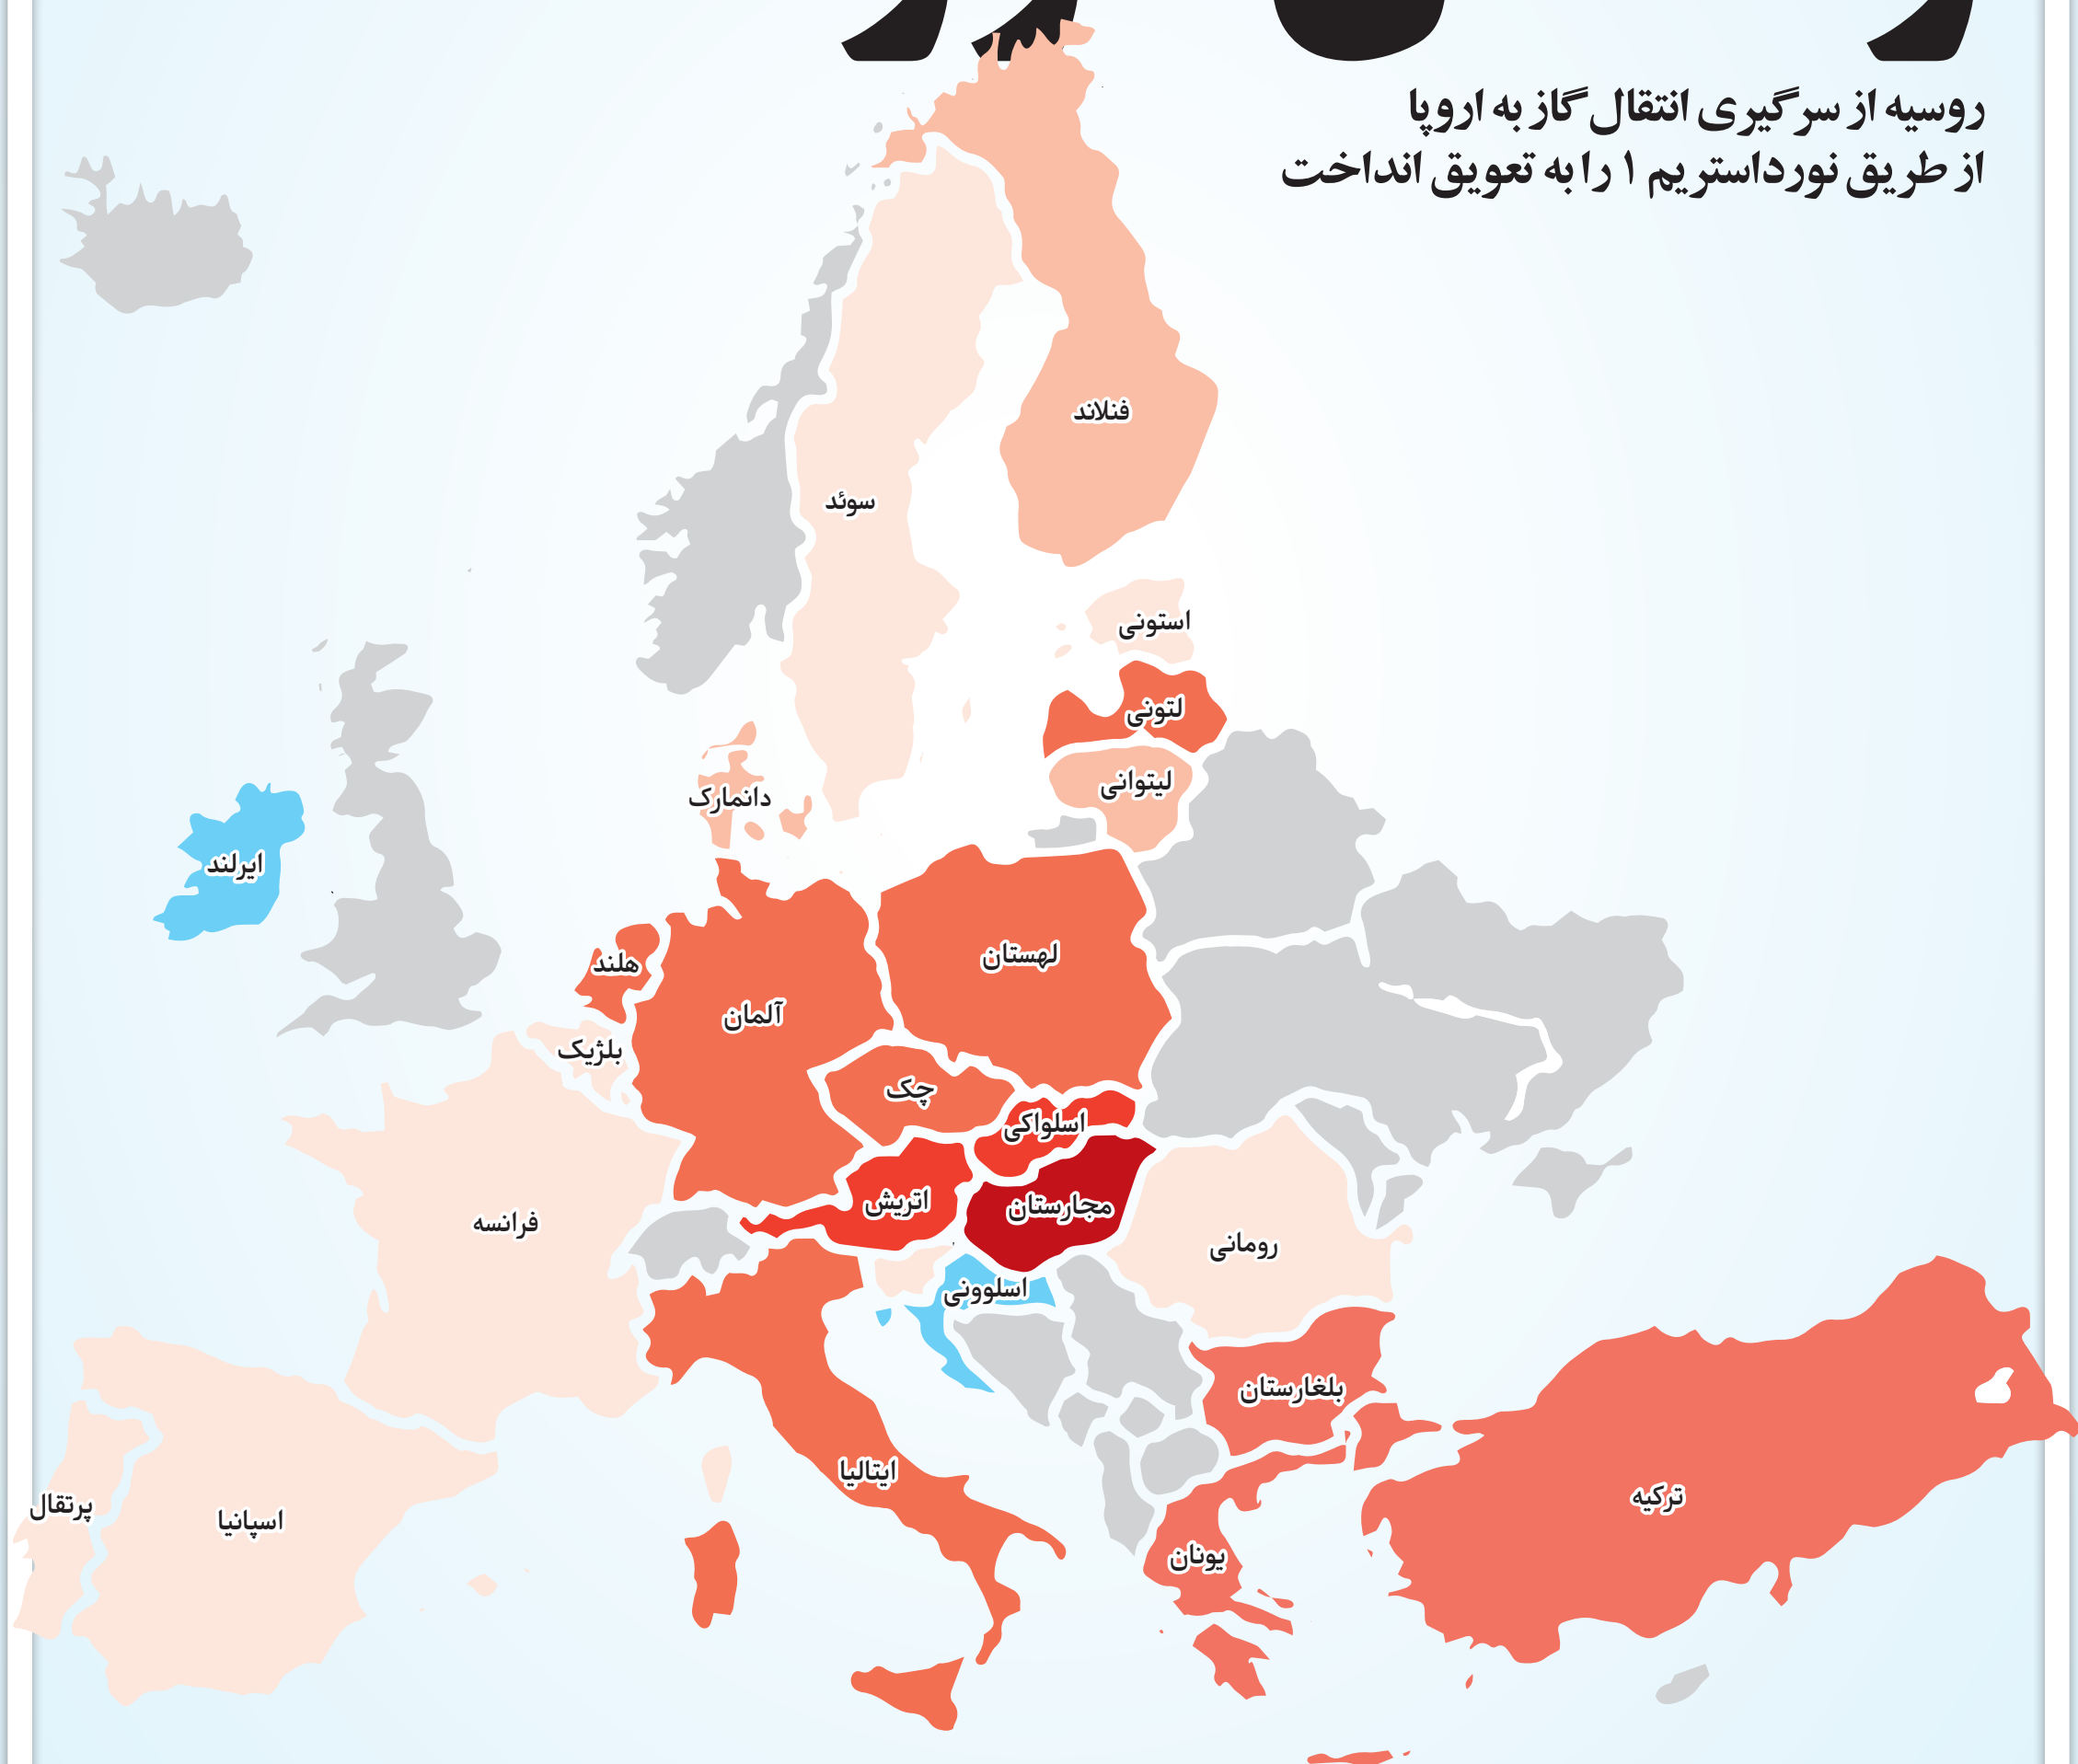 روسیه از سرگیری انتقال گاز به اروپا
از طریق نورداستریم ۱ را به تعویق انداخت
فنلاند
سوئد
استونی
لتونی
لیتوانی
دانمارک
ایرلند
لهستان
هلند
آلمان
بلژیک
چک
اسلواکی
اتریش
مجارستان
فرانسه
رومانی
اسلوونی
بلغارستان
ایتالیا
ترکیه
پرتقال
اسپانیا
یونان